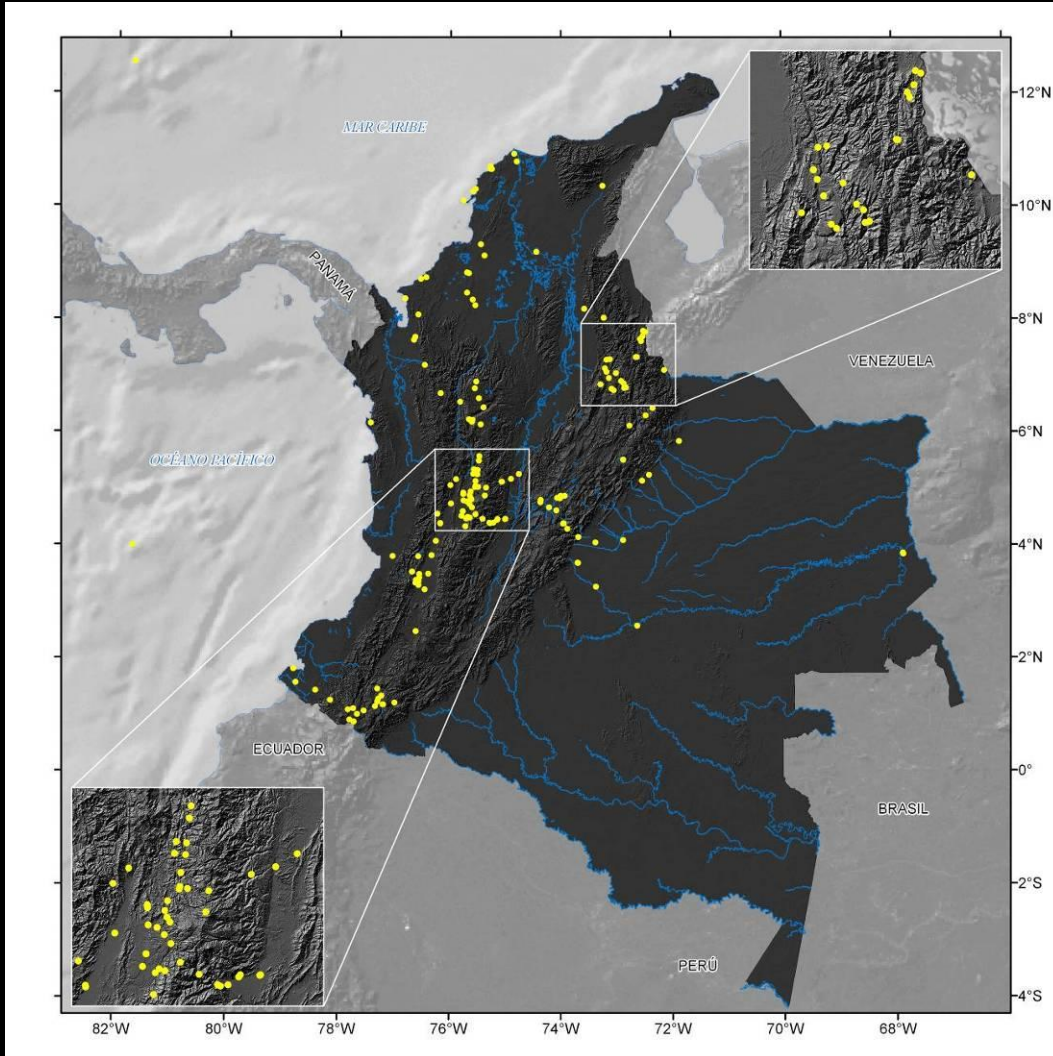 MAR CARIBE
12°N
10°N
PANAMÁ
8°N
VENEZUELA
6°N
OCÉANO PACÍFICO
4°N
2°N
ECUADOR
0°
BRASIL
2°S
PERÚ
4°S
82°W 80°W 78°W 76°W 74°W 72°W 70°W 68°W